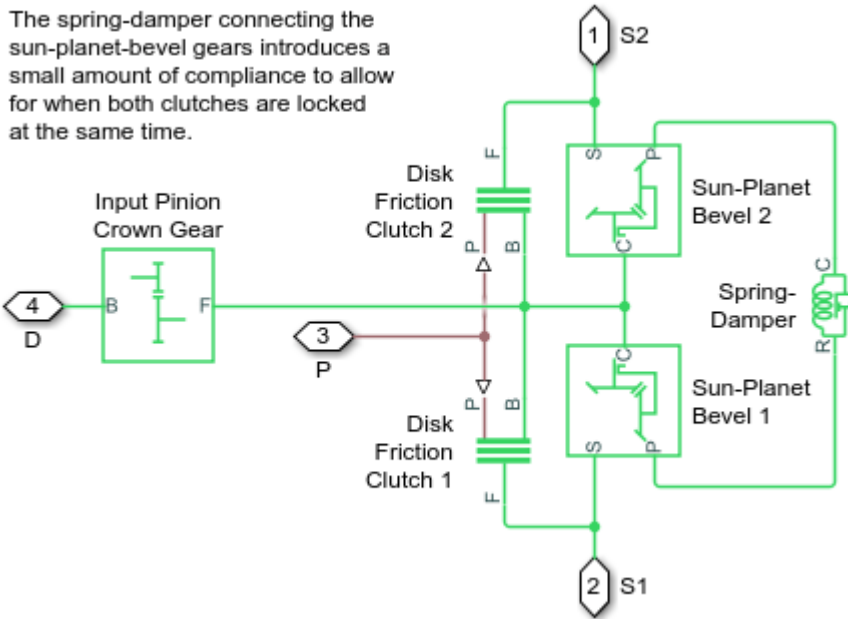 The spring-damper connecting the
sun-planet-bevel gears introduces a
small amount of compliance to allow
for when both clutches are locked
at the same time.
1
S2
F
S
P
Disk
Friction
Clutch 2
Sun-Planet
Bevel 2
Input Pinion
Crown Gear
P
B
C
C
4
D
B
F
Spring-
Damper
3
P
R
C
P
B
Sun-Planet
Bevel 1
Disk
Friction
Clutch 1
S
P
F
2
S1